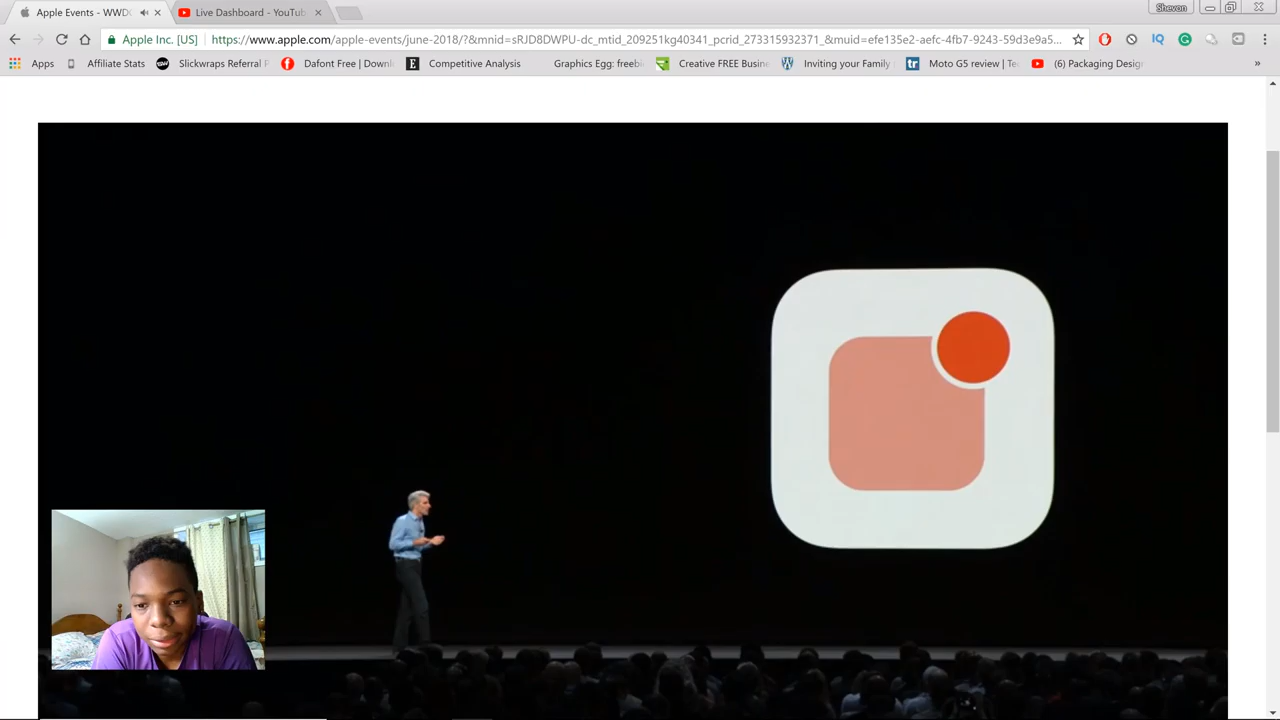 Apple Events - WWD
Live Dashboard - YouTub
Shevon
Apple Inc. [US]
https://www.apple.com/apple-events/june-2018/?&mnid=sRJD8DWPU-dc_mtid_209251kg40341_pcrid_273315932371_&muid=efe135e2-aefc-4fb7-9243-59d3e9a5...
Apps
Affiliate Stats
Slickwraps Referral P
Dafont Free | Downl
Competitive Analysis
Graphics Egg: freebi
Creative FREE Busin
Inviting your Family
Moto G5 review | Te
(6) Packaging Desig